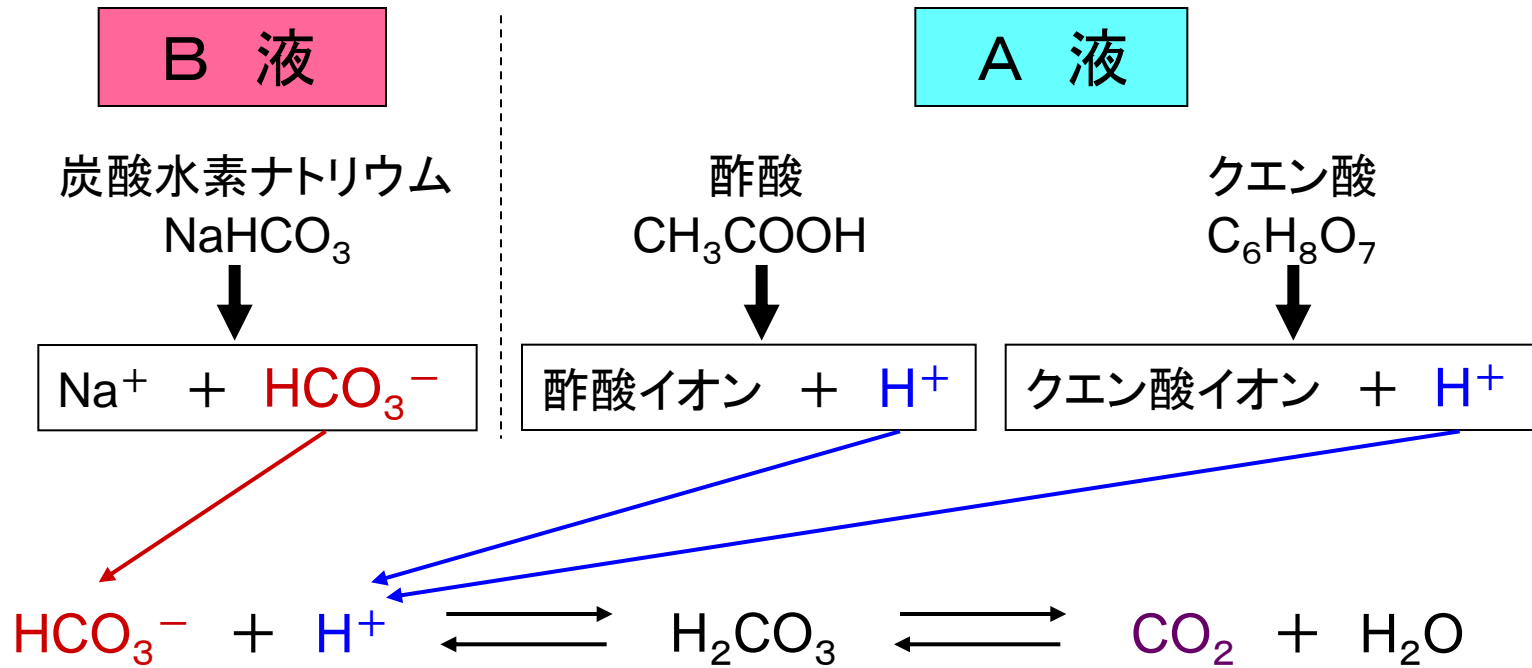 B 液
A 液
炭酸水素ナトリウム
NaHCO₃
酢酸
CH₃COOH
クエン酸
C₆H₈O₇
Na⁺ + HCO₃⁻
酢酸イオン + H⁺
クエン酸イオン + H⁺
HCO₃⁻ + H⁺ ⇌ H₂CO₃ ⇌ CO₂ + H₂O